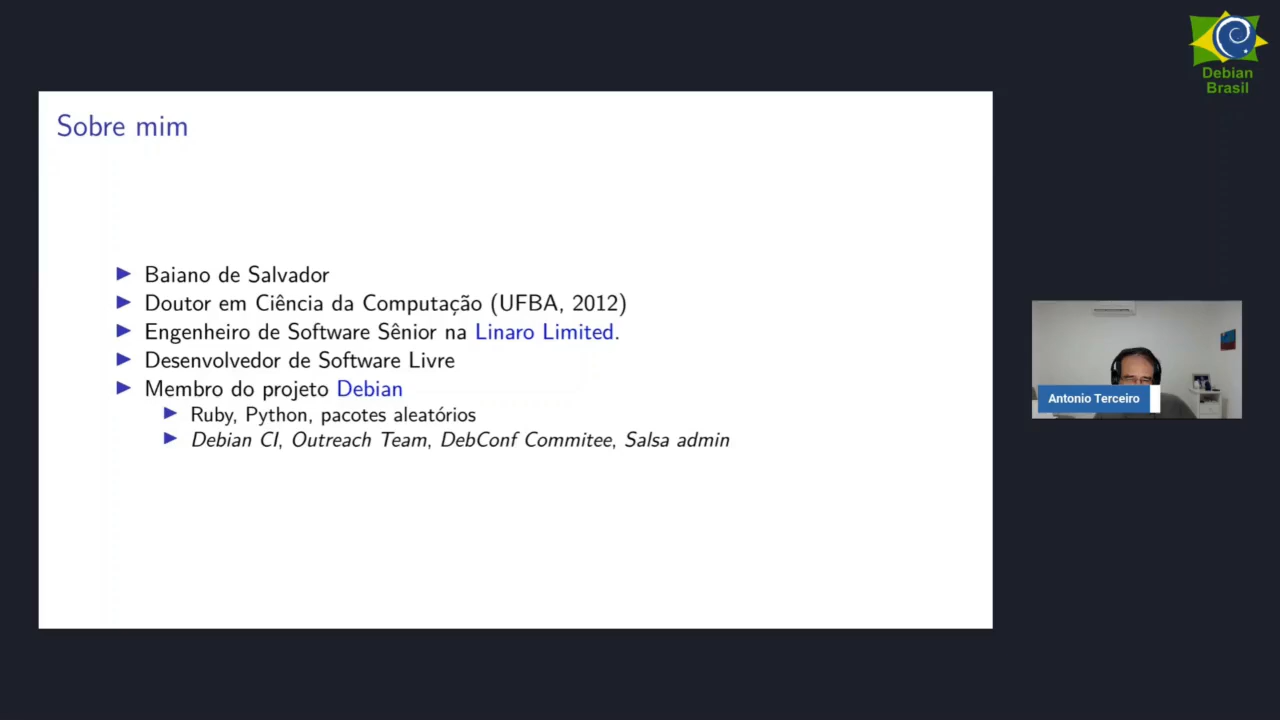 Debian
Brasil
Sobre mim
Baiano de Salvador
Doutor em Ciência da Computação (UFBA, 2012)
Engenheiro de Software Sênior na Linaro Limited.
Desenvolvedor de Software Livre
Membro do projeto Debian
Ruby, Python, pacotes aleatórios
Debian CI, Outreach Team, DebConf Commitee, Salsa admin
Antonio Terceiro